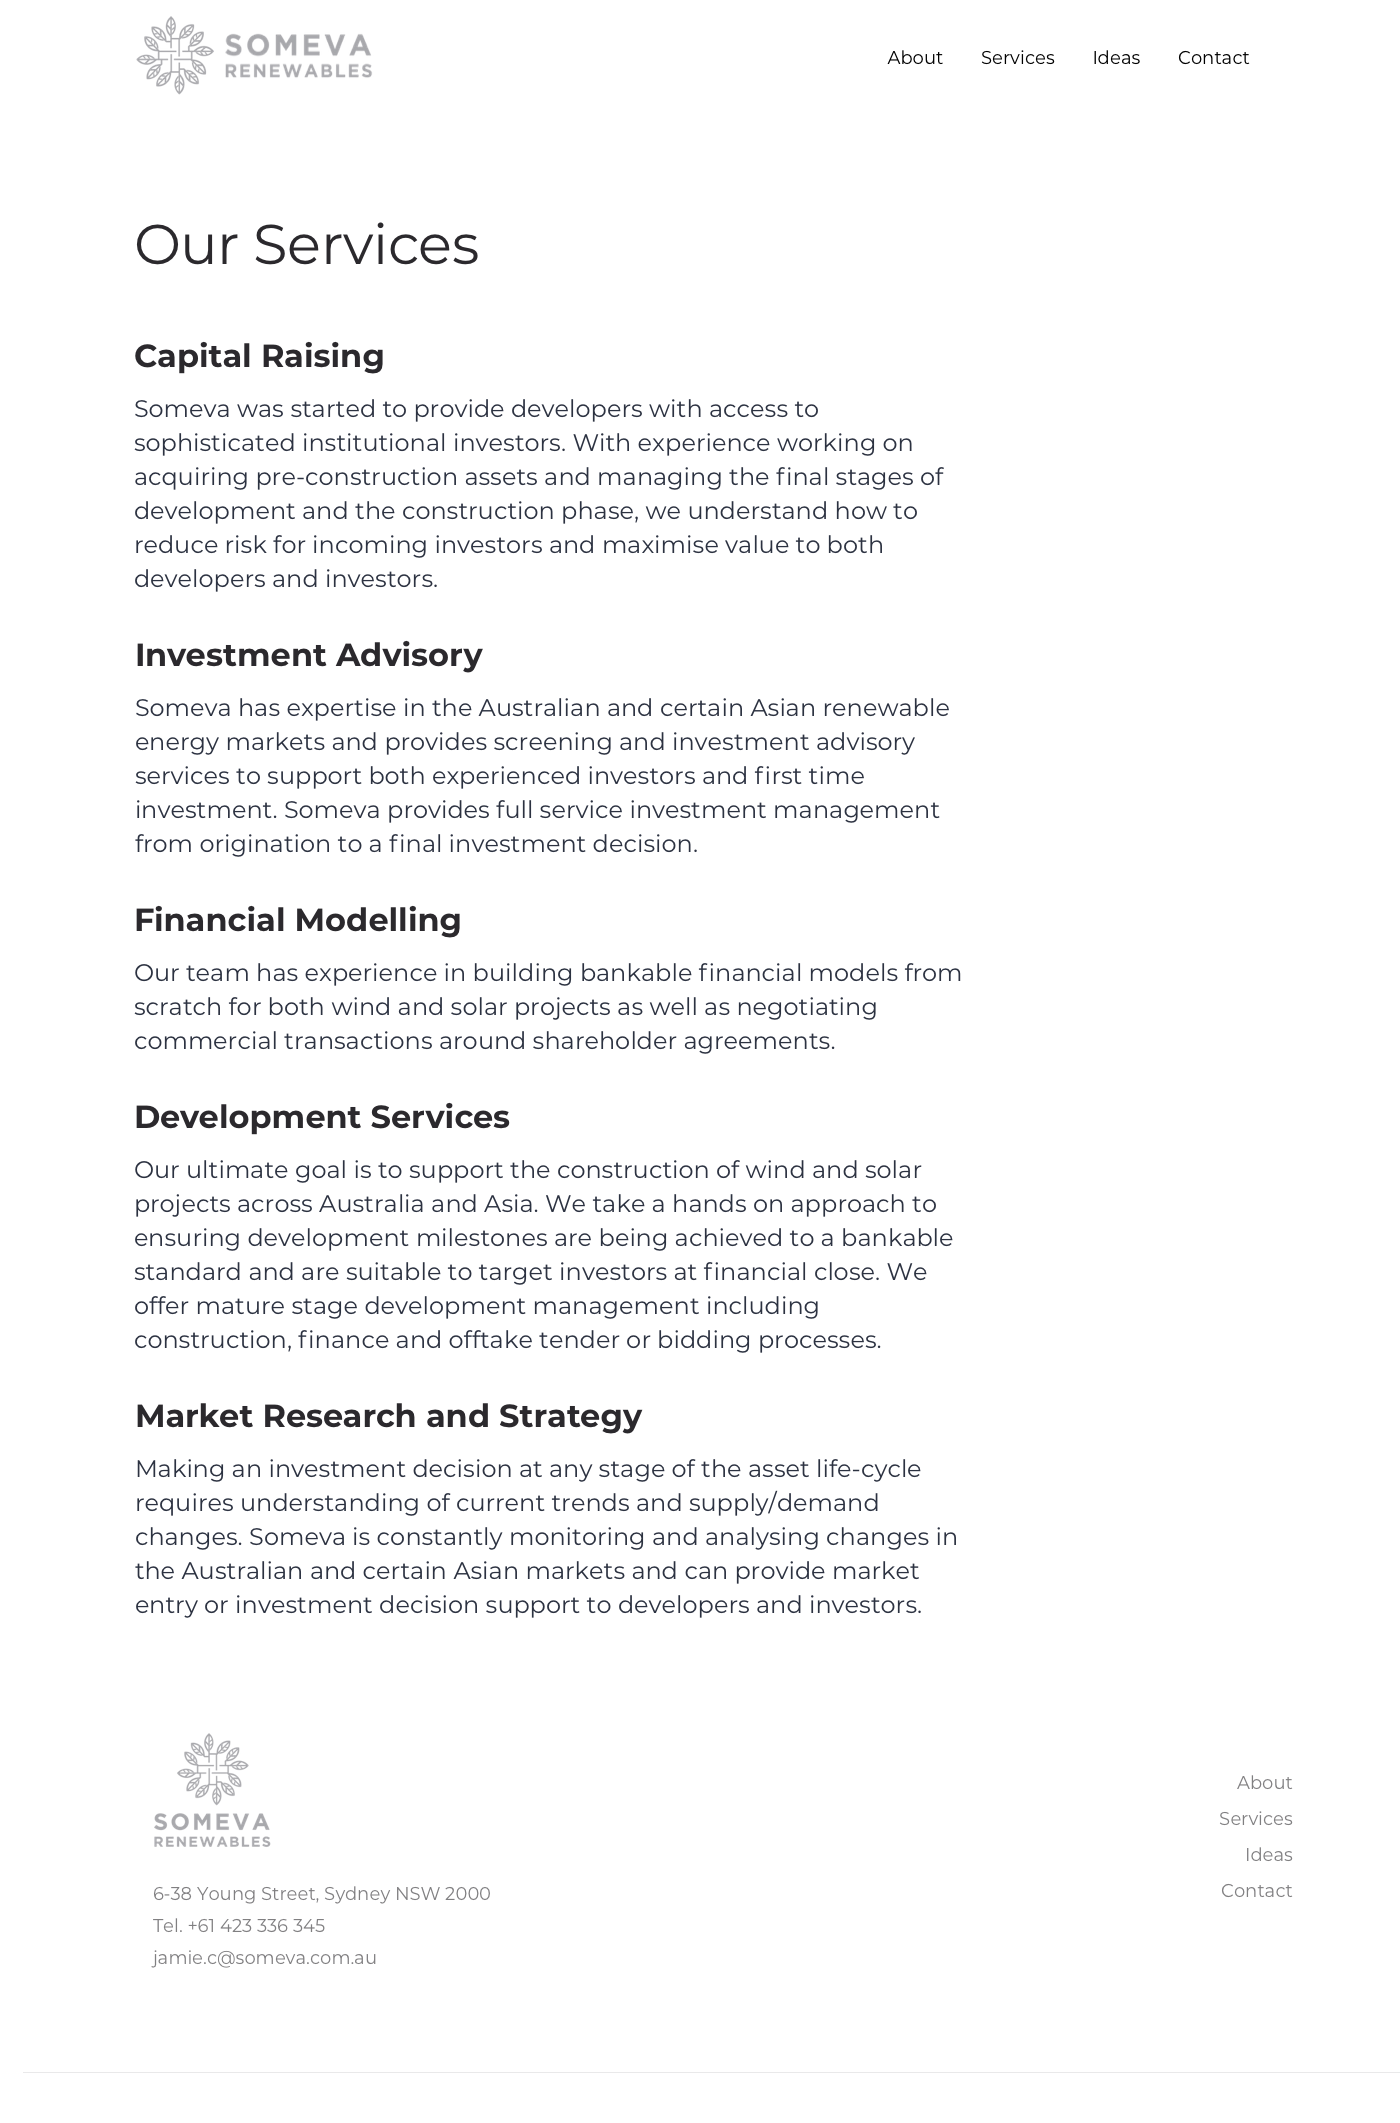 SOMEVA
RENEWABLES
About Services Ideas Contact
Our Services
Capital Raising
Someva was started to provide developers with access to
sophisticated institutional investors. With experience working on
acquiring pre-construction assets and managing the final stages of
development and the construction phase, we understand how to
reduce risk for incoming investors and maximise value to both
developers and investors.
Investment Advisory
Someva has expertise in the Australian and certain Asian renewable
energy markets and provides screening and investment advisory
services to support both experienced investors and first time
investment. Someva provides full service investment management
from origination to a final investment decision.
Financial Modelling
Our team has experience in building bankable financial models from
scratch for both wind and solar projects as well as negotiating
commercial transactions around shareholder agreements.
Development Services
Our ultimate goal is to support the construction of wind and solar
projects across Australia and Asia. We take a hands on approach to
ensuring development milestones are being achieved to a bankable
standard and are suitable to target investors at financial close. We
offer mature stage development management including
construction, finance and offtake tender or bidding processes.
Market Research and Strategy
Making an investment decision at any stage of the asset life-cycle
requires understanding of current trends and supply/demand
changes. Someva is constantly monitoring and analysing changes in
the Australian and certain Asian markets and can provide market
entry or investment decision support to developers and investors.
SOMEVA
RENEWABLES
6-38 Young Street, Sydney NSW 2000
Tel. +61 423 336 345
jamie.c@someva.com.au
About
Services
Ideas
Contact